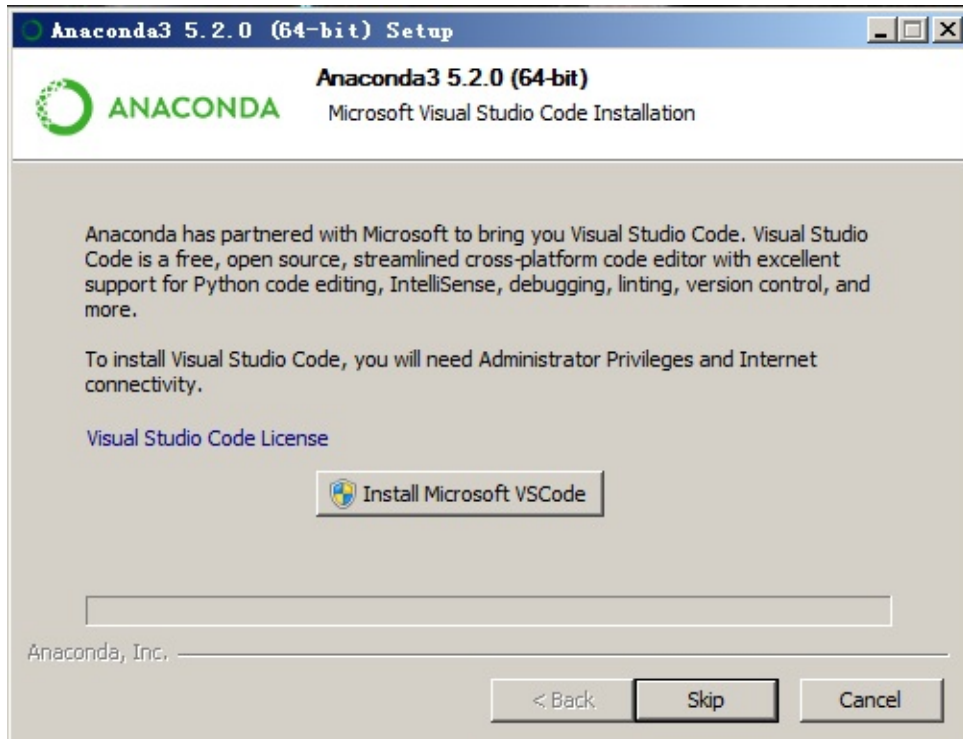 Anaconda3 5.2.0 (64-bit) Setup
Anaconda3 5.2.0 (64-bit)
ANACONDA
Microsoft Visual Studio Code Installation
Anaconda has partnered with Microsoft to bring you Visual Studio Code. Visual Studio
Code is a free, open source, streamlined cross-platform code editor with excellent
support for Python code editing, IntelliSense, debugging, linting, version control, and
more.
To install Visual Studio Code, you will need Administrator Privileges and Internet
connectivity.
Visual Studio Code License
Install Microsoft VSCode
Anaconda, Inc.
< Back
Skip
Cancel